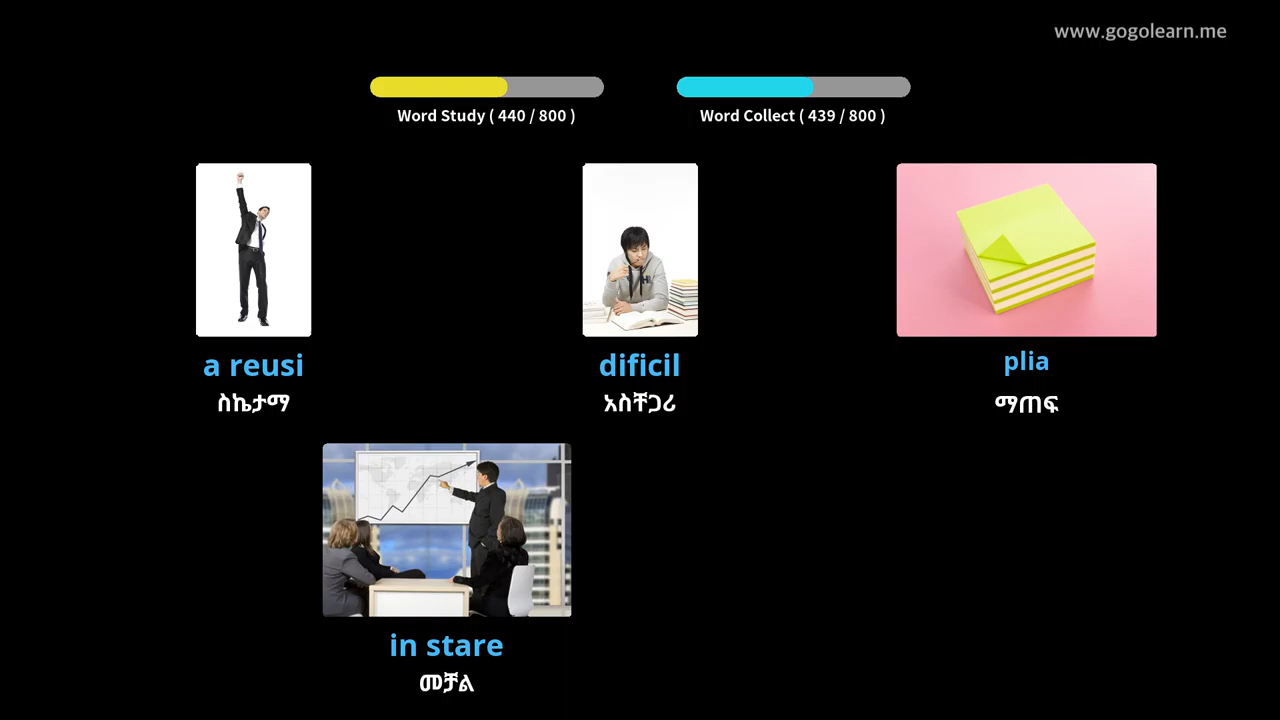 www.gogolearn.me
Word Study ( 440 / 800 )
Word Collect ( 439 / 800 )
a reusi
ስኬታማ
dificil
አስቸጋሪ
plia
ማጠፍ
in stare
መቻል